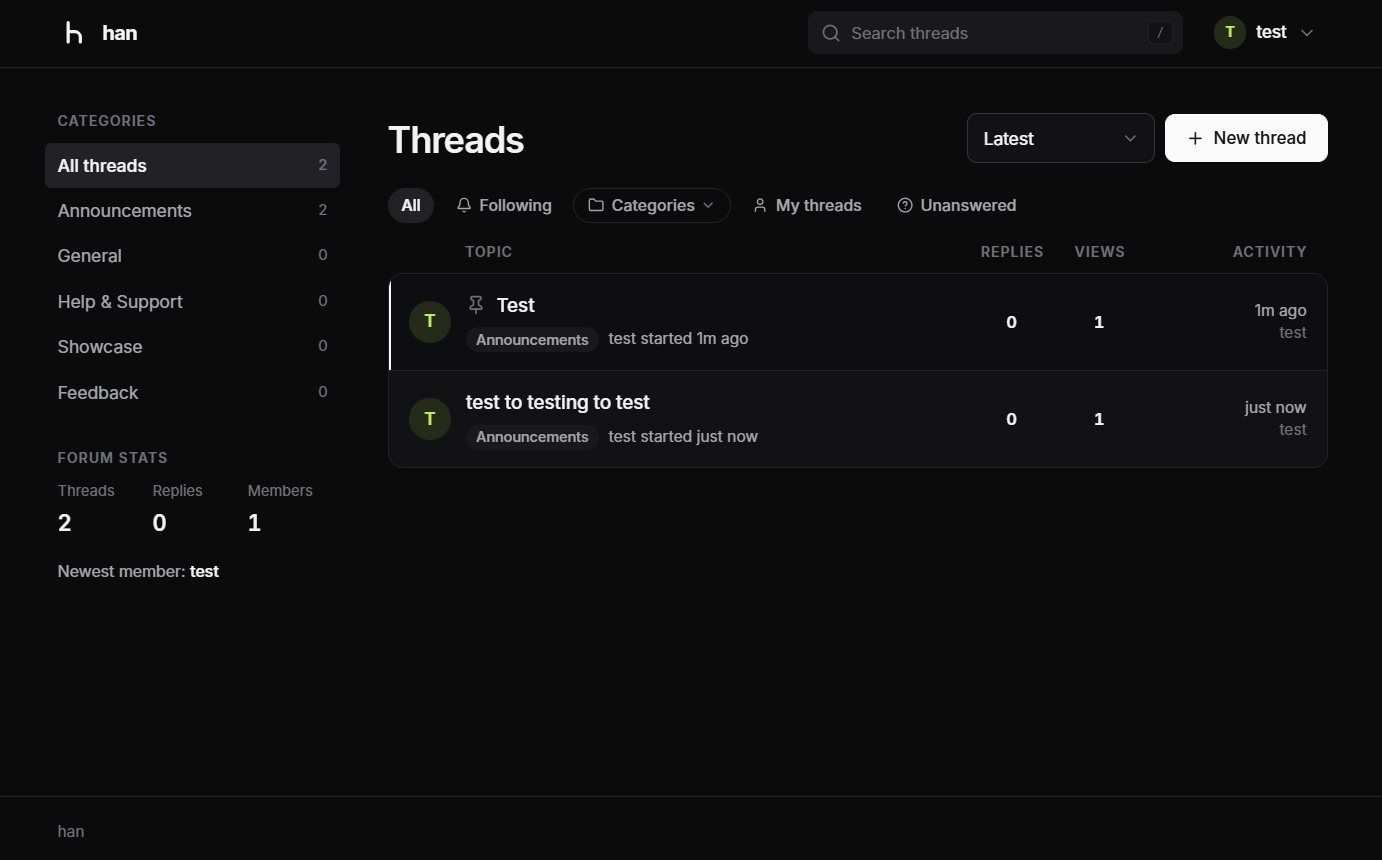 han
Search threads
/
T
test
CATEGORIES
All threads 2
Announcements 2
General 0
Help & Support 0
Showcase 0
Feedback 0
FORUM STATS
Threads Replies Members
2 0 1
Newest member: test
Threads
Latest
New thread
All
Following
Categories
My threads
Unanswered
TOPIC REPLIES VIEWS ACTIVITY
T
Test
Announcements test started 1m ago
0 1
1m ago
test
T
test to testing to test
Announcements test started just now
0 1
just now
test
han